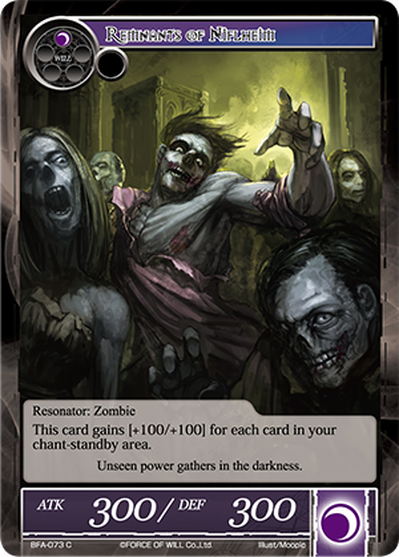 Remnants of Niflheim
WILL
Resonator: Zombie
This card gains [+100/+100] for each card in your
chant-standby area.
Unseen power gathers in the darkness.
ATK 300 / DEF 300
BFA-073 C ©FORCE OF WILL Co.,Ltd. Illust/Moopic